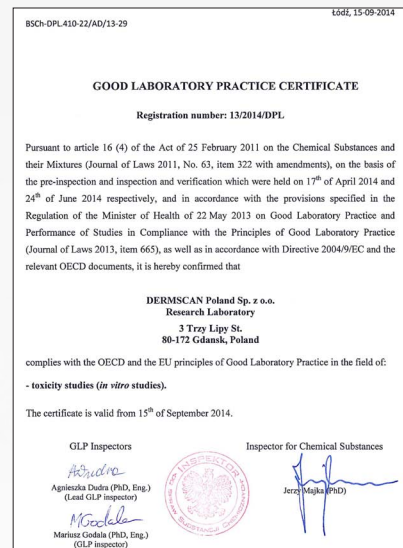 Łódź, 15-09-2014
BSCh-DPL.410-22/AD/13-29
GOOD LABORATORY PRACTICE CERTIFICATE
Registration number: 13/2014/DPL
Pursuant to article 16 (4) of the Act of 25 February 2011 on the Chemical Substances and
their Mixtures (Journal of Laws 2011, No. 63, item 322 with amendments), on the basis of
the pre-inspection and inspection and verification which were held on 17th of April 2014 and
24th of June 2014 respectively, and in accordance with the provisions specified in the
Regulation of the Minister of Health of 22 May 2013 on Good Laboratory Practice and
Performance of Studies in Compliance with the Principles of Good Laboratory Practice
(Journal of Laws 2013, item 665), as well as in accordance with Directive 2004/9/EC and the
relevant OECD documents, it is hereby confirmed that
DERMSCAN Poland Sp. z o.o.
Research Laboratory
3 Trzy Lipy St.
80-172 Gdansk, Poland
complies with the OECD and the EU principles of Good Laboratory Practice in the field of:
- toxicity studies (in vitro studies).
The certificate is valid from 15th of September 2014.
GLP Inspectors
Inspector for Chemical Substances
Agnieszka Dudra (PhD, Eng.)
(Lead GLP inspector)
Jerzy Majka (PhD)
INSPEKTOR
SUBSTANCJI
Mariusz Godala (PhD, Eng.)
(GLP inspector)